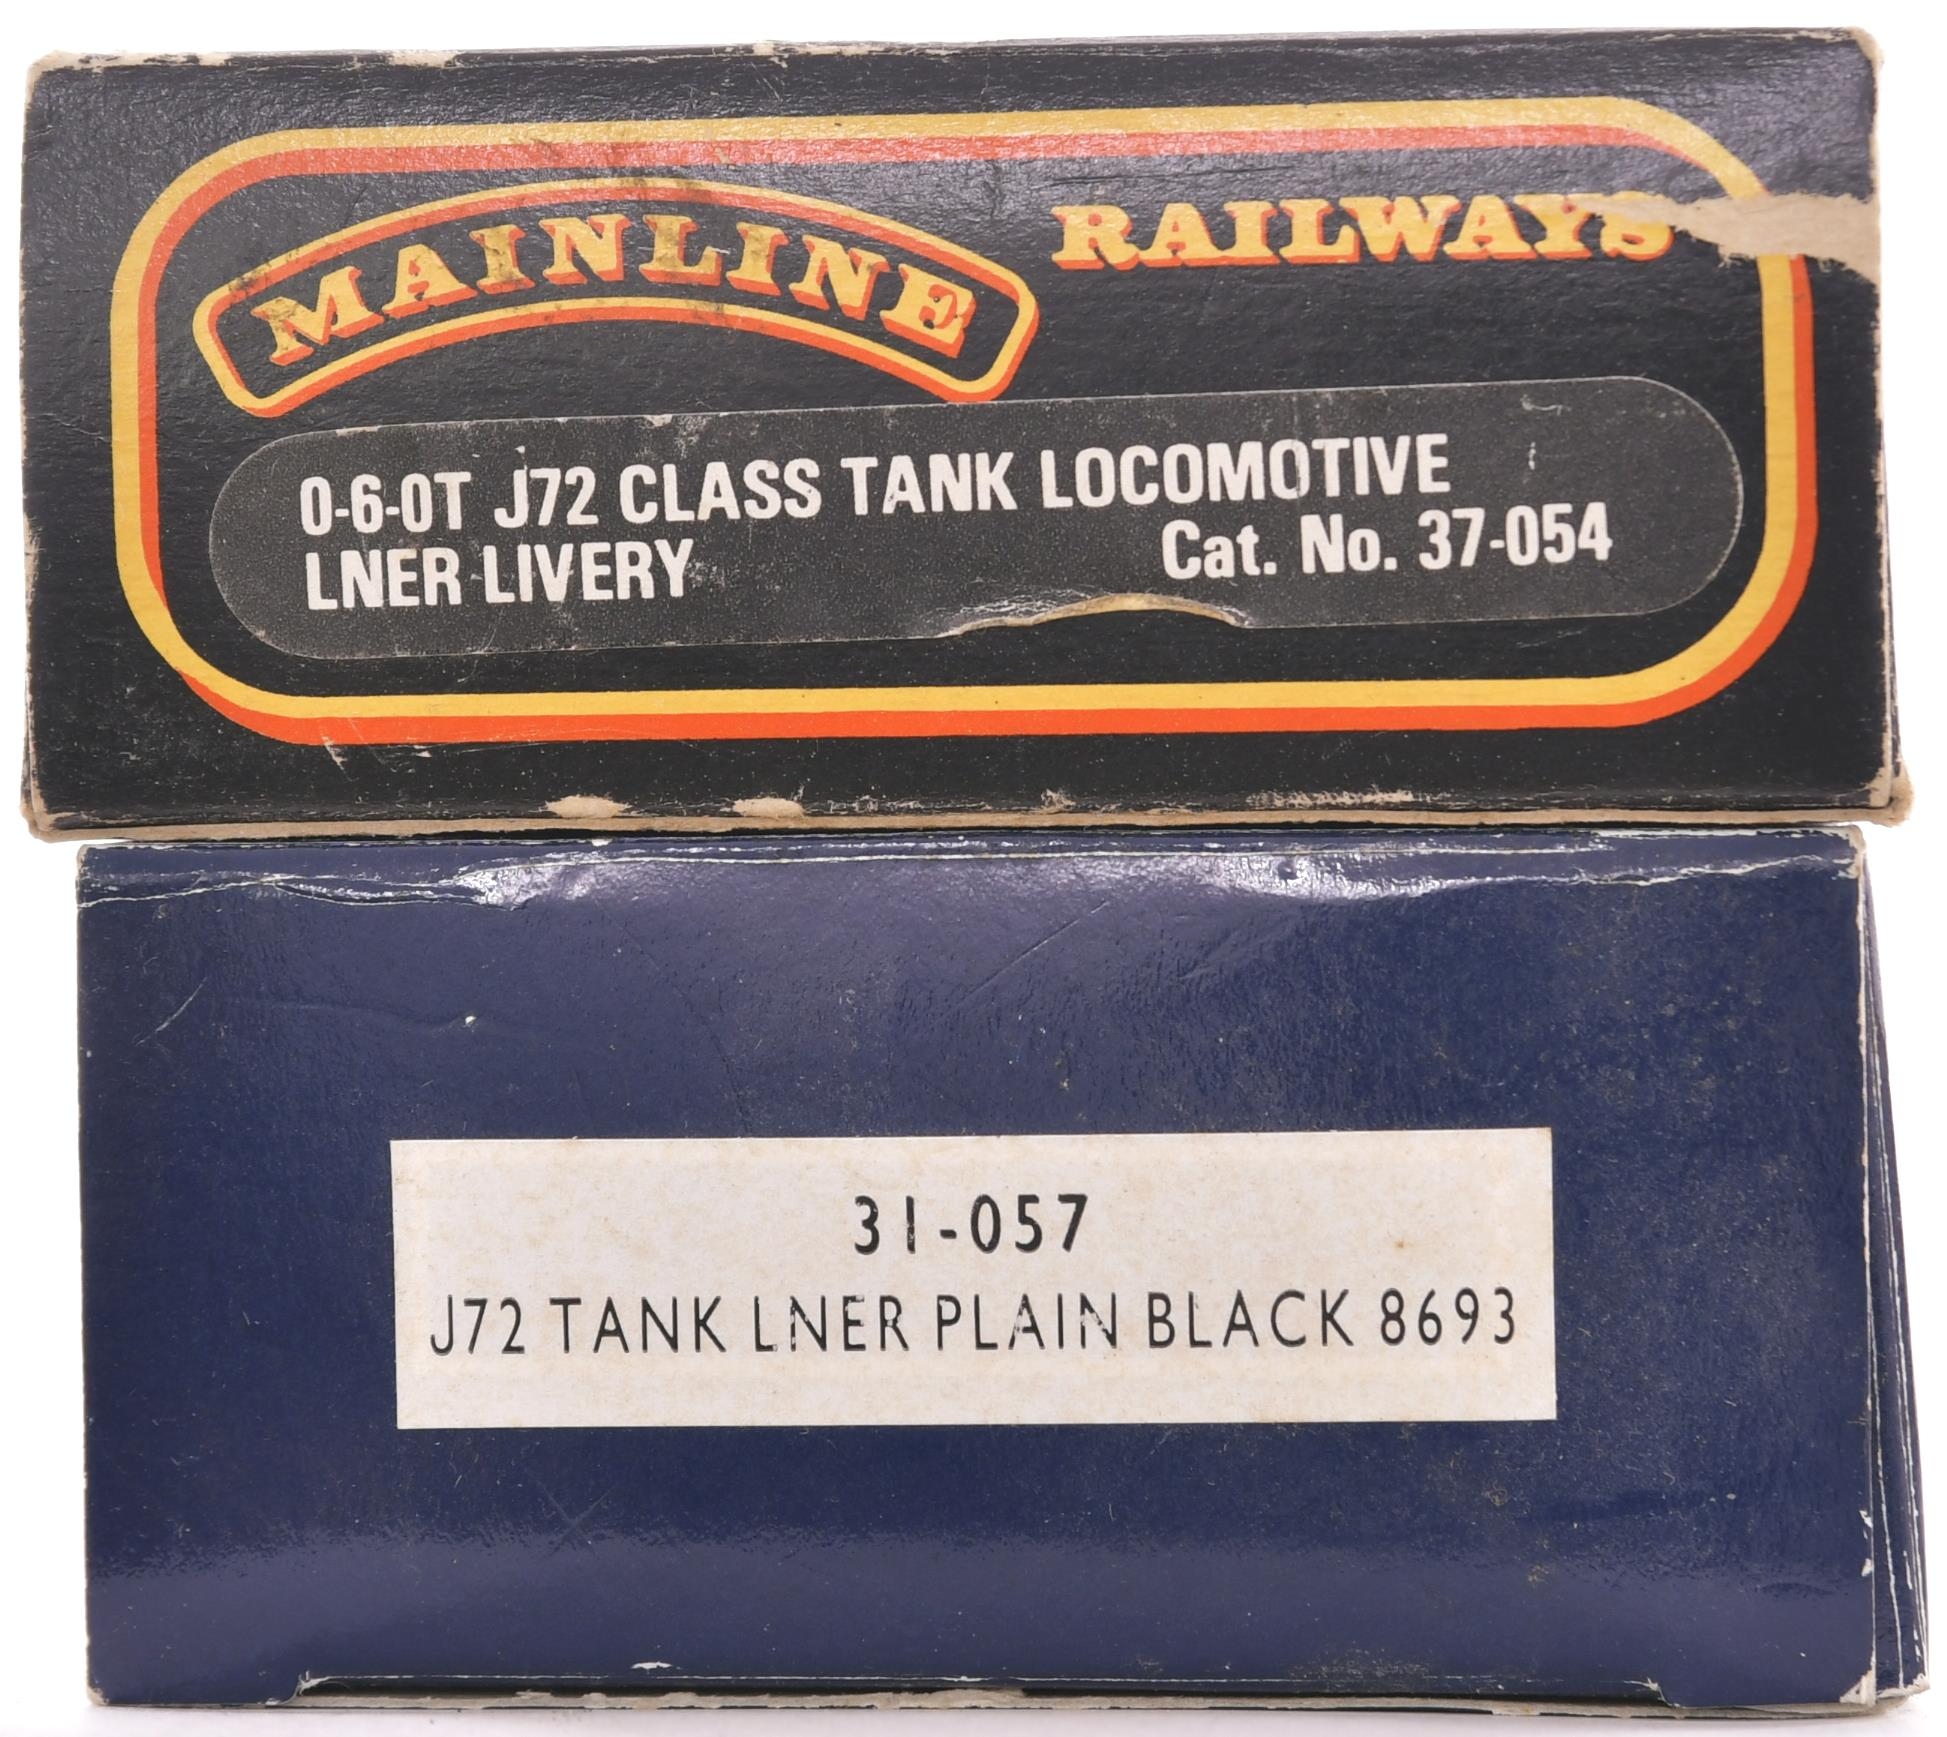 MAINLINE RAILWAYS
0-6-0T J72 CLASS TANK LOCOMOTIVE
LNER LIVERY Cat. No. 37-054
31-057
J72 TANK LNER PLAIN BLACK 8693